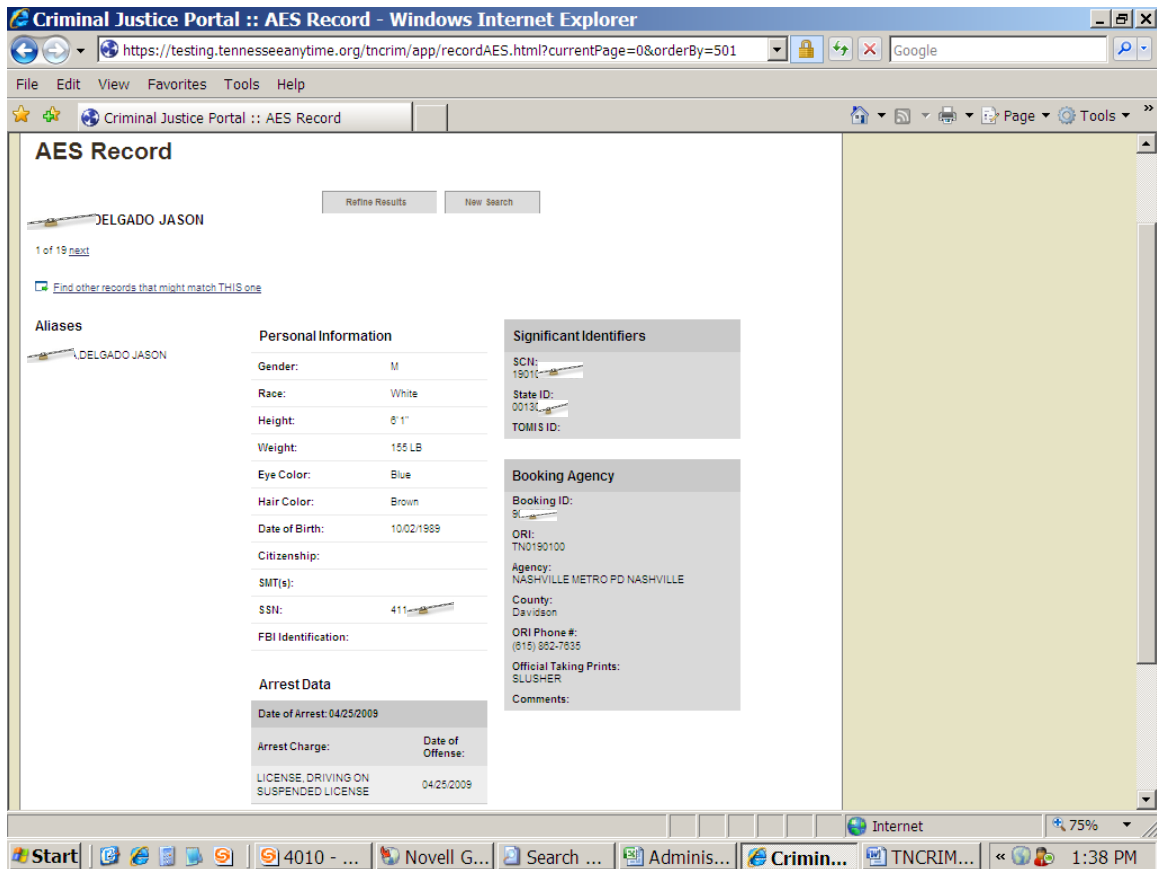 Criminal Justice Portal :: AES Record - Windows Internet Explorer
https://testing.tennesseeanytime.org/tncrim/app/recordAES.html?currentPage=0&orderBy=501
Google
File Edit View Favorites Tools Help
Criminal Justice Portal :: AES Record
Page Tools »
AES Record
Refine Results New Search
DELGADO JASON
1 of 19 next
Find other records that might match THIS one
Aliases
DELGADO JASON
Personal Information
Gender: M
Race: White
Height: 6'1"
Weight: 155 LB
Eye Color: Blue
Hair Color: Brown
Date of Birth: 10/02/1989
Citizenship:
SMT(s):
SSN: 411
FBI Identification:
Arrest Data
Date of Arrest: 04/25/2009
Arrest Charge: Date of Offense:
LICENSE, DRIVING ON
SUSPENDED LICENSE 04/25/2009
Significant Identifiers
SCN:
1901
State ID:
0013
TOMIS ID:
Booking Agency
Booking ID:
9
ORI:
TN0190100
Agency:
NASHVILLE METRO PD NASHVILLE
County:
Davidson
ORI Phone #:
(615) 862-7635
Official Taking Prints:
SLUSHER
Comments:
Internet 75%
Start 4010 - ... Novell G... Search ... Adminis... Crimin... TNCRIM... « 1:38 PM